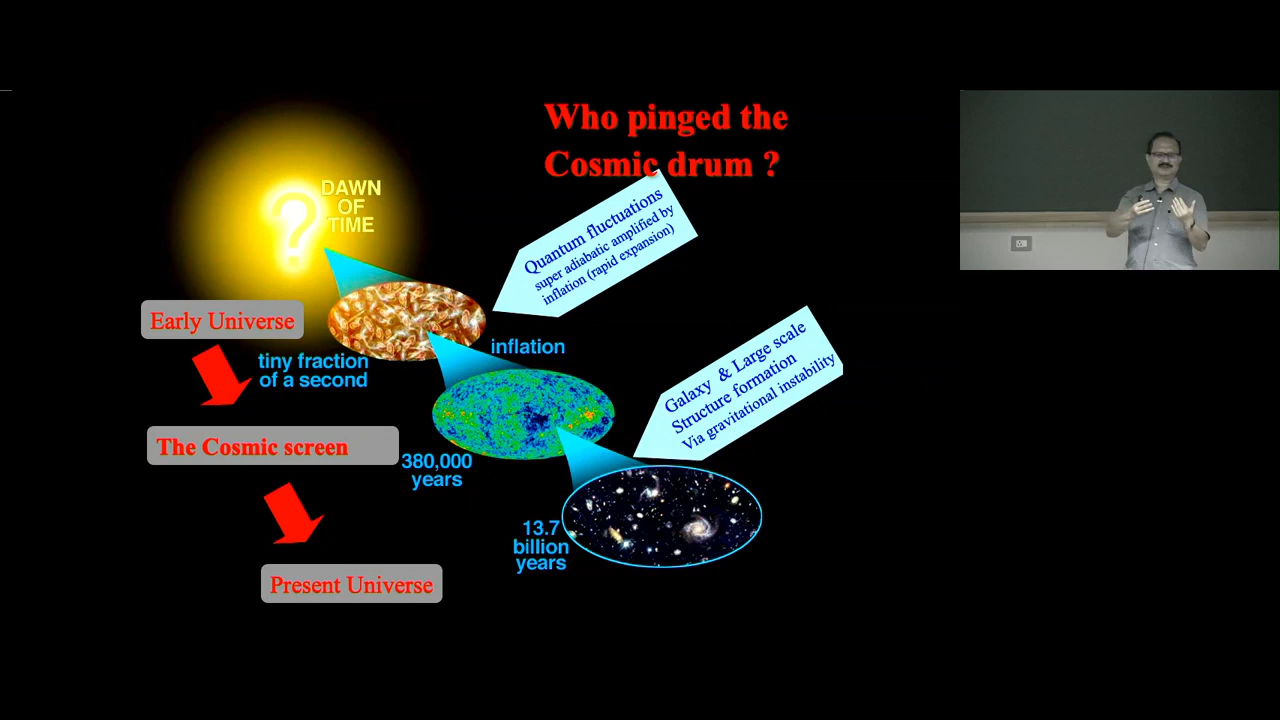 Who pinged the
Cosmic drum ?
DAWN
OF
TIME
Quantum fluctuations
super adiabatic amplified by
inflation (rapid expansion)
Early Universe
inflation
tiny fraction
of a second
Galaxy & Large scale
Structure formation
Via gravitational instability
The Cosmic screen
380,000
years
13.7
billion
years
Present Universe